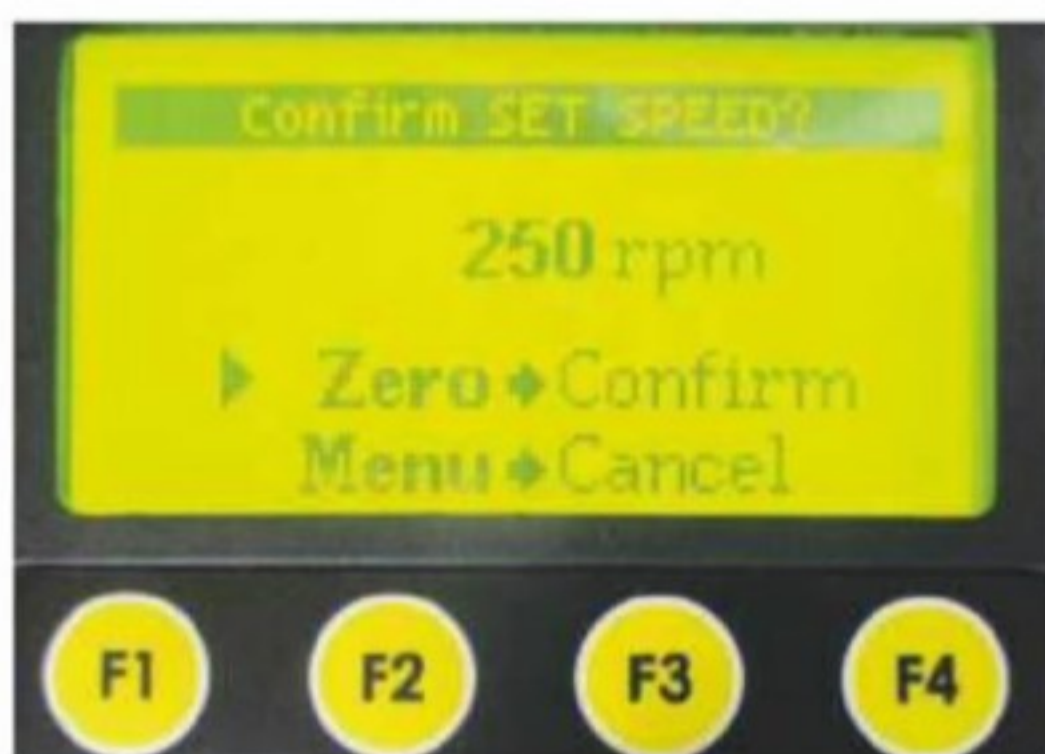 Confirm SET SPEED?
250 rpm
Zero Confirm
Menu Cancel
F1 F2 F3 F4